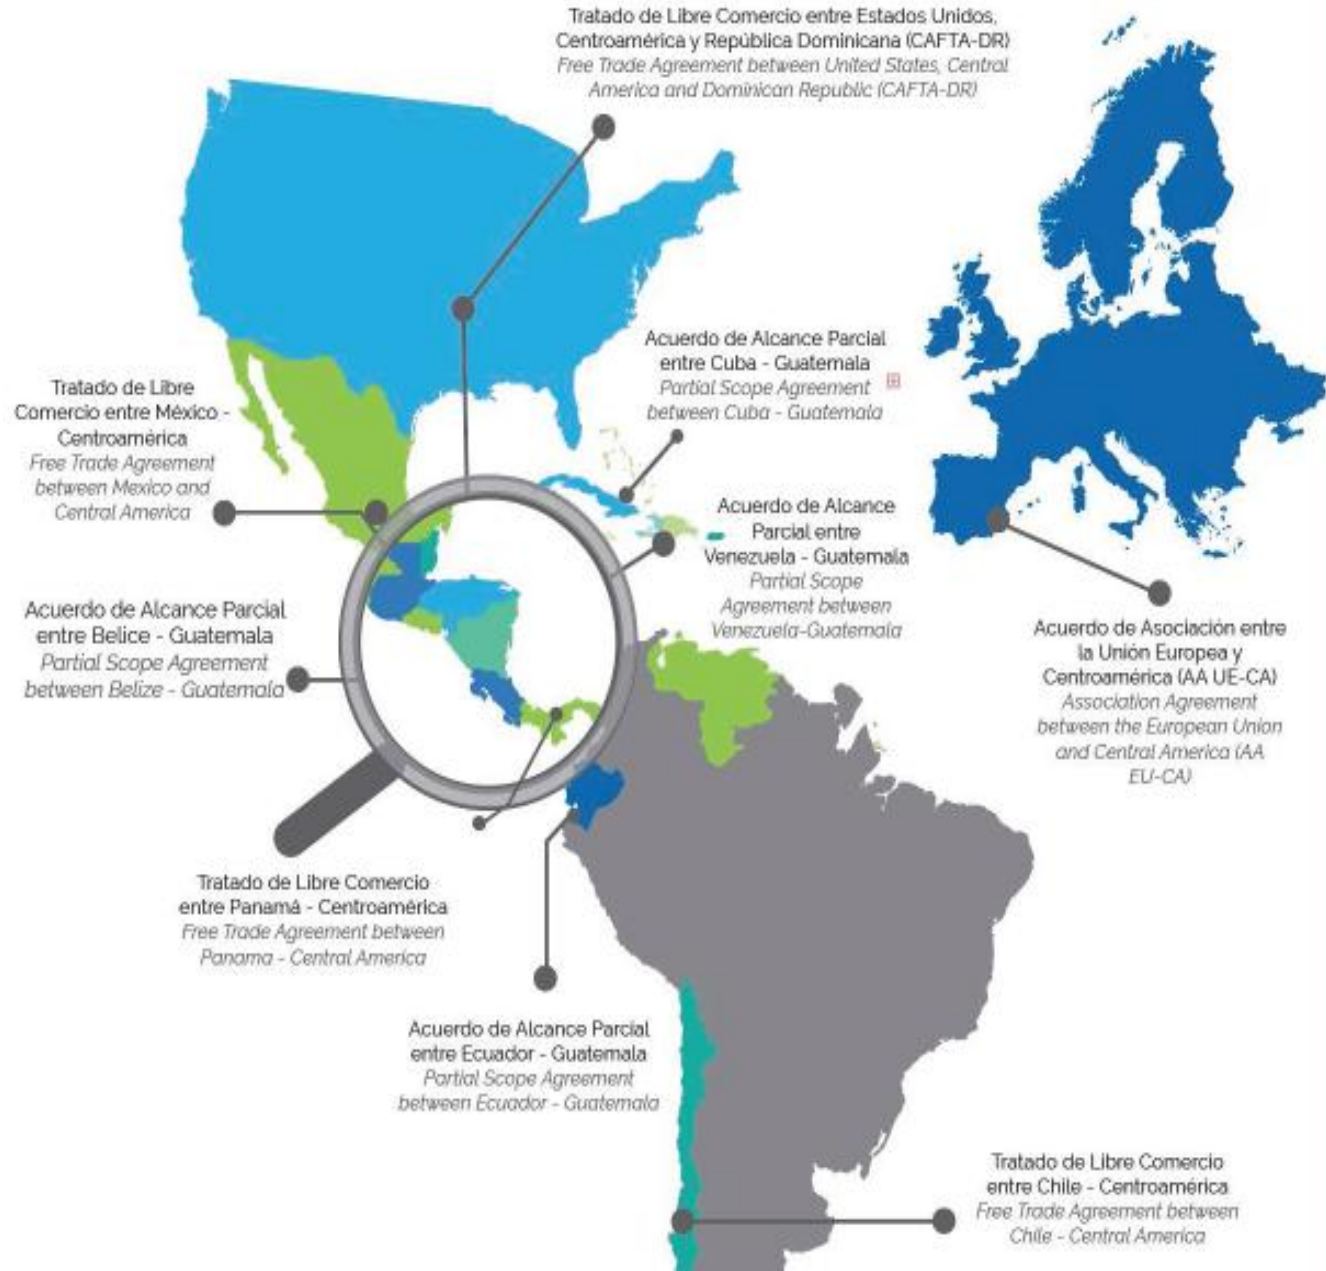 Tratado de Libre Comercio entre Estados Unidos,
Centroamérica y República Dominicana (CAFTA-DR)
Free Trade Agreement between United States, Central
America and Dominican Republic (CAFTA-DR)
Acuerdo de Alcance Parcial
entre Cuba - Guatemala
Partial Scope Agreement
between Cuba - Guatemala
Tratado de Libre
Comercio entre México -
Centroamérica
Free Trade Agreement
between Mexico and
Central America
Acuerdo de Alcance
Parcial entre
Venezuela - Guatemala
Partial Scope
Agreement between
Venezuela-Guatemala
Acuerdo de Alcance Parcial
entre Belice - Guatemala
Partial Scope Agreement
between Belize - Guatemala
Acuerdo de Asociación entre
la Unión Europea y
Centroamérica (AA UE-CA)
Association Agreement
between the European Union
and Central America (AA
EU-CA)
Tratado de Libre Comercio
entre Panamá - Centroamérica
Free Trade Agreement between
Panama - Central America
Acuerdo de Alcance Parcial
entre Ecuador - Guatemala
Partial Scope Agreement
between Ecuador - Guatemala
Tratado de Libre Comercio
entre Chile - Centroamérica
Free Trade Agreement between
Chile - Central America